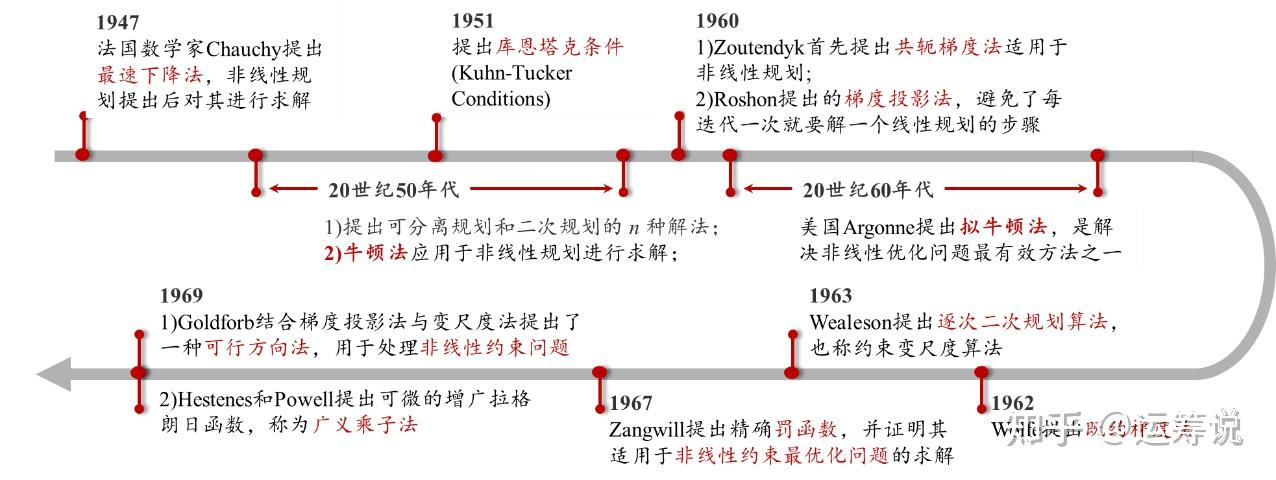 1947
法国数学家Chauchy提出
最速下降法，非线性规
划提出后对其进行求解
1951
提出库恩塔克条件
(Kuhn-Tucker
Conditions)
1960
1)Zoutendyk首先提出共轭梯度法适用于
非线性规划;
2)Roshon提出的梯度投影法，避免了每
迭代一次就要解一个线性规划的步骤
20世纪50年代
1)提出可分离规划和二次规划的 n 种解法；
2)牛顿法应用于非线性规划进行求解；
20世纪60年代
美国Argonne提出拟牛顿法，是解
决非线性优化问题最有效方法之一
1962
Wolfe提出既约梯度法
1963
Wealeson提出逐次二次规划算法，
也称约束变尺度算法
1967
Zangwill提出精确罚函数，并证明其
适用于非线性约束最优化问题的求解
1969
1)Goldforb结合梯度投影法与变尺度法提出了
一种可行方向法，用于处理非线性约束问题
2)Hestenes和Powell提出可微的增广拉格
朗日函数，称为广义乘子法
知乎 @运筹说